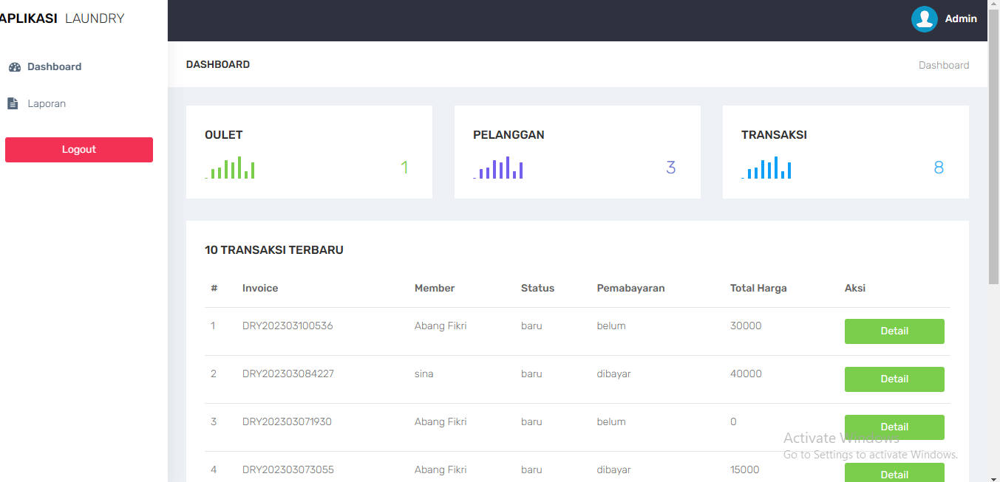 APLIKASI LAUNDRY
Admin
Dashboard
Laporan
Logout
DASHBOARD
Dashboard
OULET
1
PELANGGAN
3
TRANSAKSI
8
10 TRANSAKSI TERBARU
# Invoice Member Status Pemabayaran Total Harga Aksi
1 DRY202303100536 Abang Fikri baru belum 30000 Detail
2 DRY202303084227 sina baru dibayar 40000 Detail
3 DRY202303071930 Abang Fikri baru belum 0 Detail
4 DRY202303073055 Abang Fikri baru dibayar 15000 Detail
Activate Windows
Go to Settings to activate Windows.